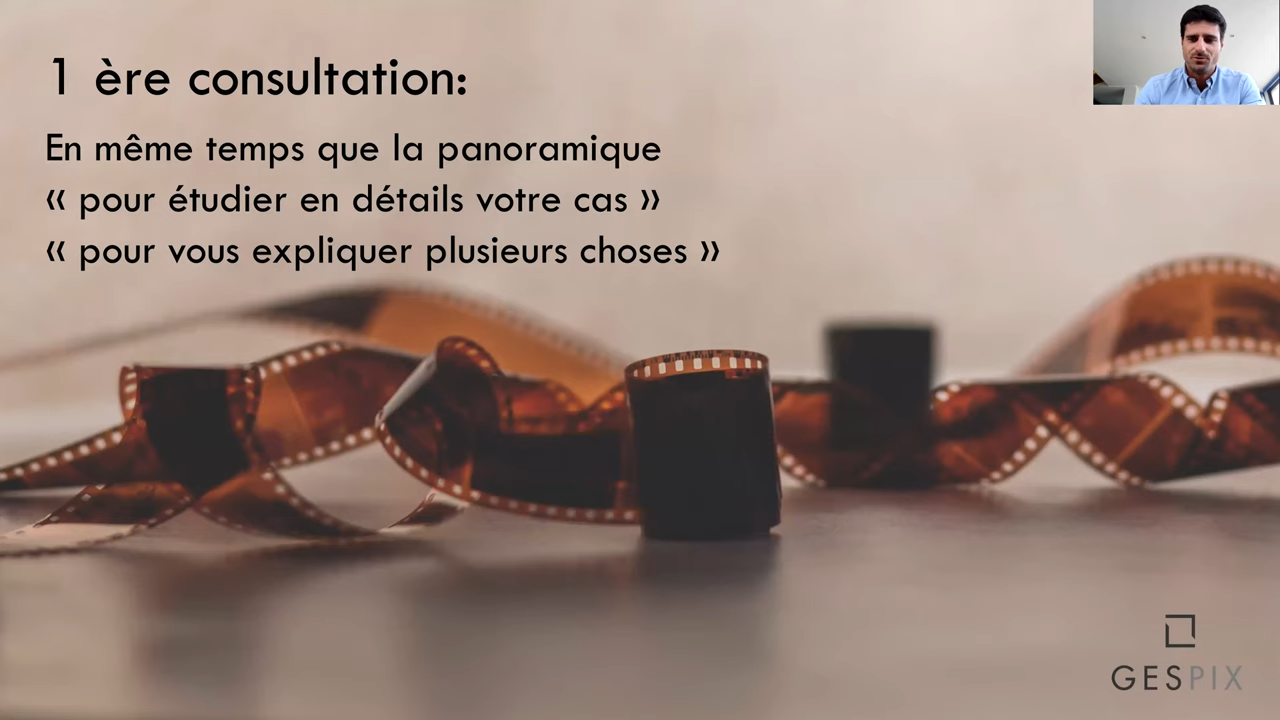 1 ère consultation:
En même temps que la panoramique
« pour étudier en détails votre cas »
« pour vous expliquer plusieurs choses »
GESPIX